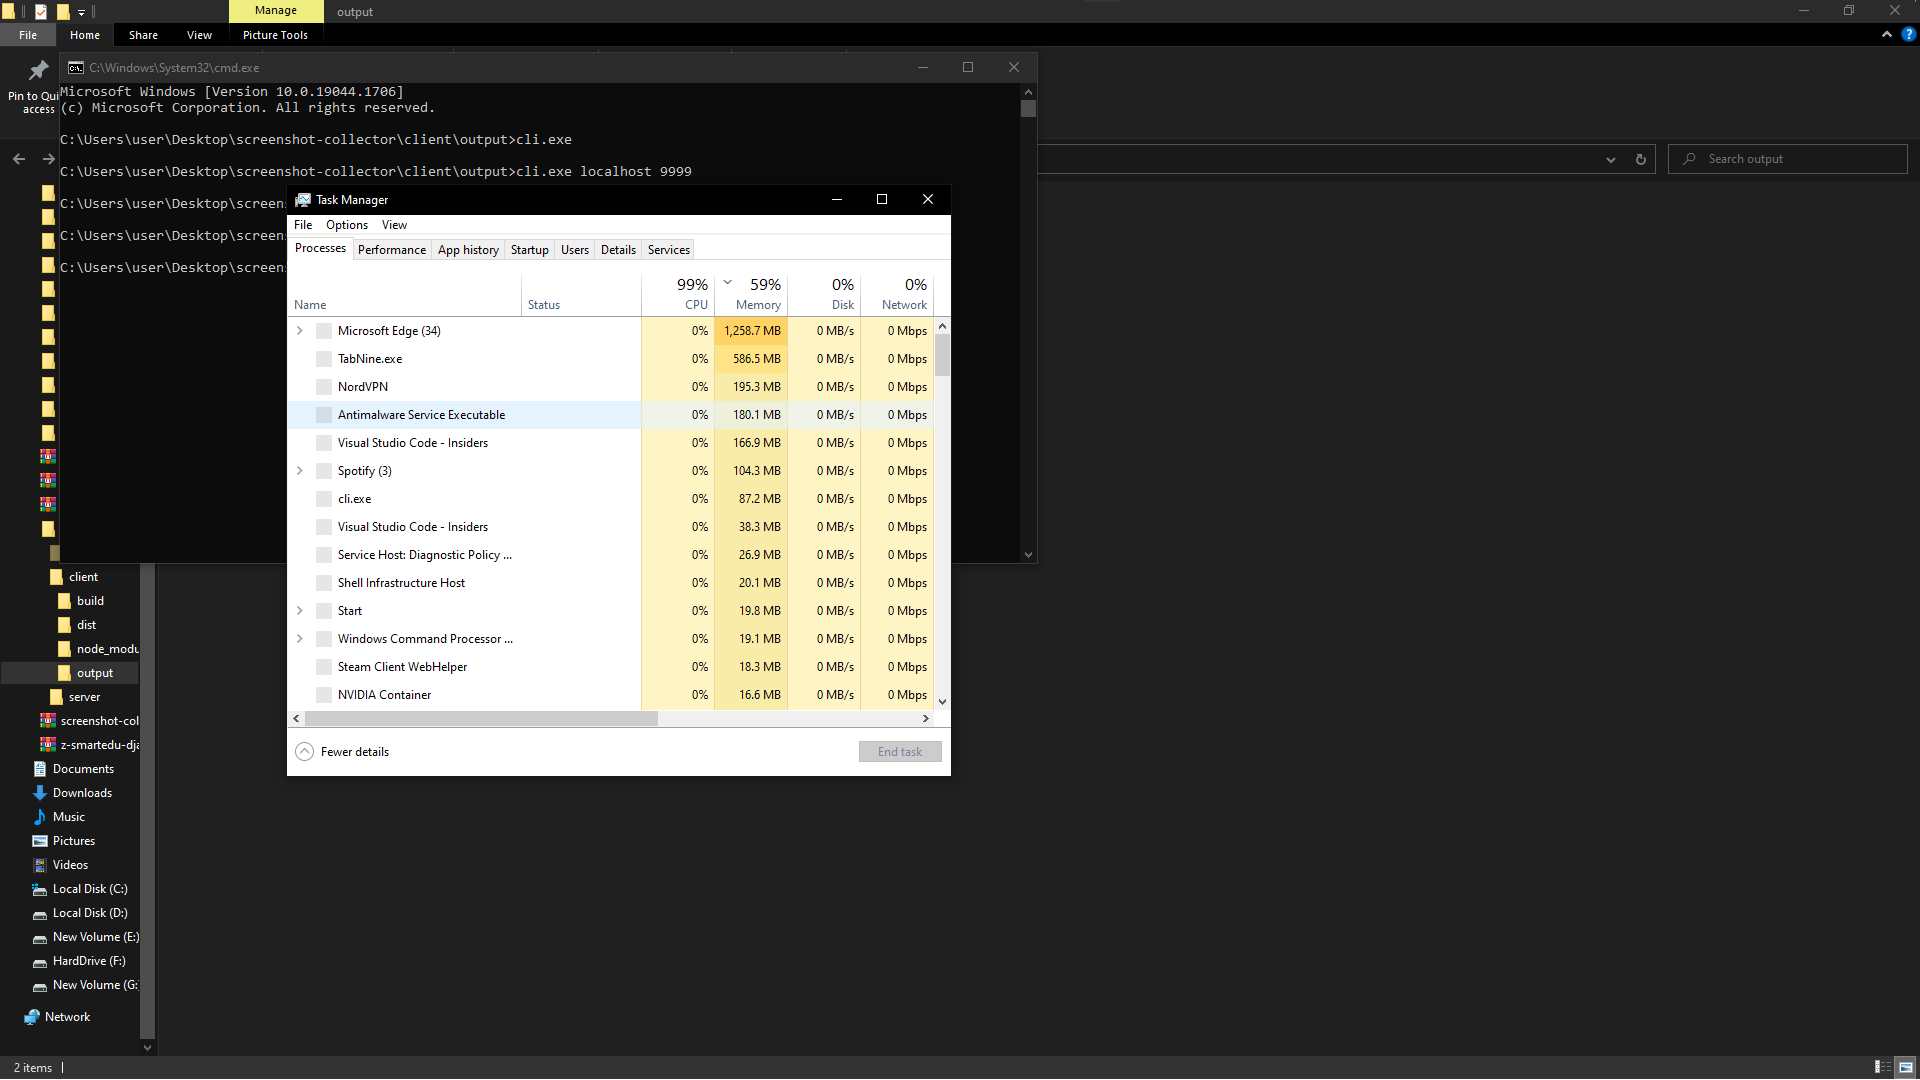 Manage
output
File
Home
Share
View
Picture Tools
Pin to Qui
access
C:\Windows\System32\cmd.exe
Microsoft Windows [Version 10.0.19044.1706]
(c) Microsoft Corporation. All rights reserved.
C:\Users\user\Desktop\screenshot-collector\client\output>cli.exe
C:\Users\user\Desktop\screenshot-collector\client\output>cli.exe localhost 9999
C:\Users\user\Desktop\screens
C:\Users\user\Desktop\screens
C:\Users\user\Desktop\screens
Search output
Task Manager
File Options View
Processes Performance App history Startup Users Details Services
99% 59% 0% 0%
Name Status CPU Memory Disk Network
Microsoft Edge (34) 0% 1,258.7 MB 0 MB/s 0 Mbps
TabNine.exe 0% 586.5 MB 0 MB/s 0 Mbps
NordVPN 0% 195.3 MB 0 MB/s 0 Mbps
Antimalware Service Executable 0% 180.1 MB 0 MB/s 0 Mbps
Visual Studio Code - Insiders 0% 166.9 MB 0 MB/s 0 Mbps
Spotify (3) 0% 104.3 MB 0 MB/s 0 Mbps
cli.exe 0% 87.2 MB 0 MB/s 0 Mbps
Visual Studio Code - Insiders 0% 38.3 MB 0 MB/s 0 Mbps
Service Host: Diagnostic Policy ... 0% 26.9 MB 0 MB/s 0 Mbps
Shell Infrastructure Host 0% 20.1 MB 0 MB/s 0 Mbps
Start 0% 19.8 MB 0 MB/s 0 Mbps
Windows Command Processor ... 0% 19.1 MB 0 MB/s 0 Mbps
Steam Client WebHelper 0% 18.3 MB 0 MB/s 0 Mbps
NVIDIA Container 0% 16.6 MB 0 MB/s 0 Mbps
Fewer details
End task
client
build
dist
node_modu
output
server
screenshot-col
z-smartedu-dja
Documents
Downloads
Music
Pictures
Videos
Local Disk (C:)
Local Disk (D:)
New Volume (E:)
HardDrive (F:)
New Volume (G:
Network
2 items